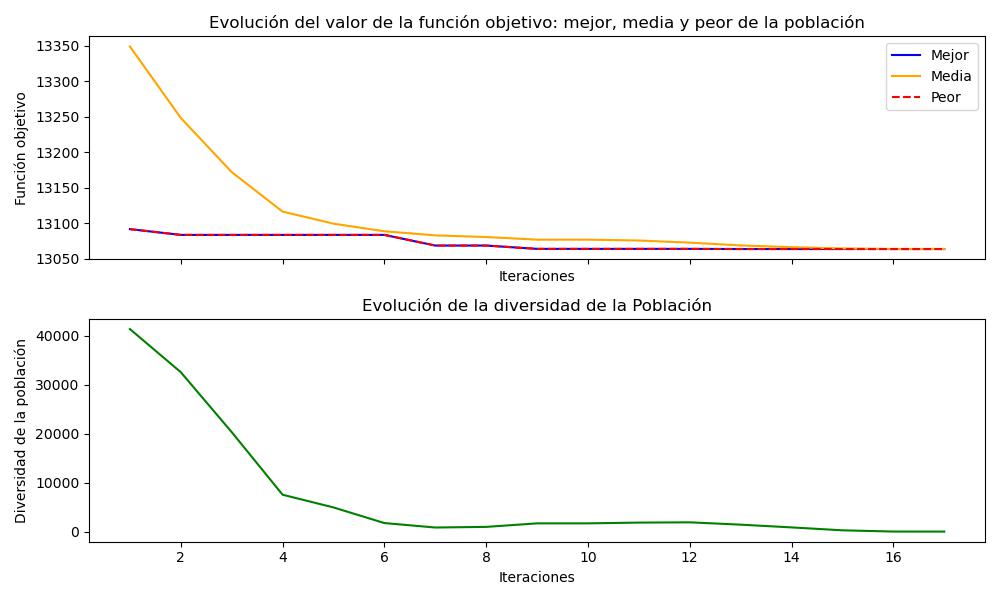 Evolución del valor de la función objetivo: mejor, media y peor de la población
13350
13300
13250
13200
13150
13100
13050
Función objetivo
Mejor
Media
Peor
Iteraciones
Evolución de la diversidad de la Población
40000
30000
20000
10000
0
Diversidad de la población
2 4 6 8 10 12 14 16
Iteraciones